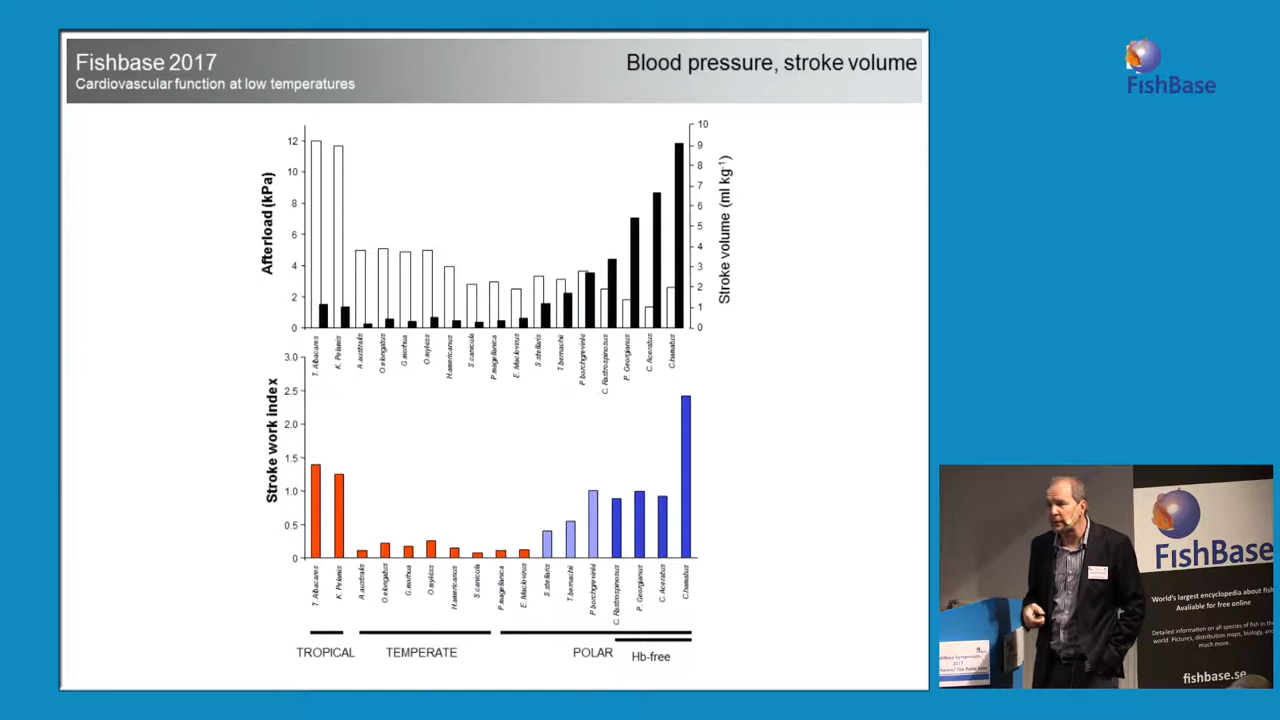 Fishbase 2017
Cardiovascular function at low temperatures
Blood pressure, stroke volume
FishBase
12
10
8
6
4
2
0
Afterload (kPa)
10
9
8
7
6
5
4
3
2
1
0
Stroke volume (ml kg-1)
T. Albacares
K. Pelamis
A.australis
O.elongatus
G.morhua
O.mykiss
H.americanus
S.canicula
P.magellanica
E. Maclovinus
S.stellaris
T.bernachii
P.borchgrevinki
C. Rastrospinosus
P. Georgianus
C. Aceratus
C.hamatus
3.0
2.5
2.0
1.5
1.0
0.5
0
Stroke work index
T. Albacares
K. Pelamis
A.australis
O.elongatus
G.morhua
O.mykiss
H.americanus
S.canicula
P.magellanica
E. Maclovinus
S.stellaris
T.bernachii
P.borchgrevinki
C. Rastrospinosus
P. Georgianus
C. Aceratus
C.hamatus
TROPICAL
TEMPERATE
POLAR
Hb-free
FishBase
World's largest encyclopedia about fish
Available for free online
Detailed information on all species of fish in the
world. Pictures, distribution maps, biology, and
much more.
fishbase.se
FishBase Symposium
2017